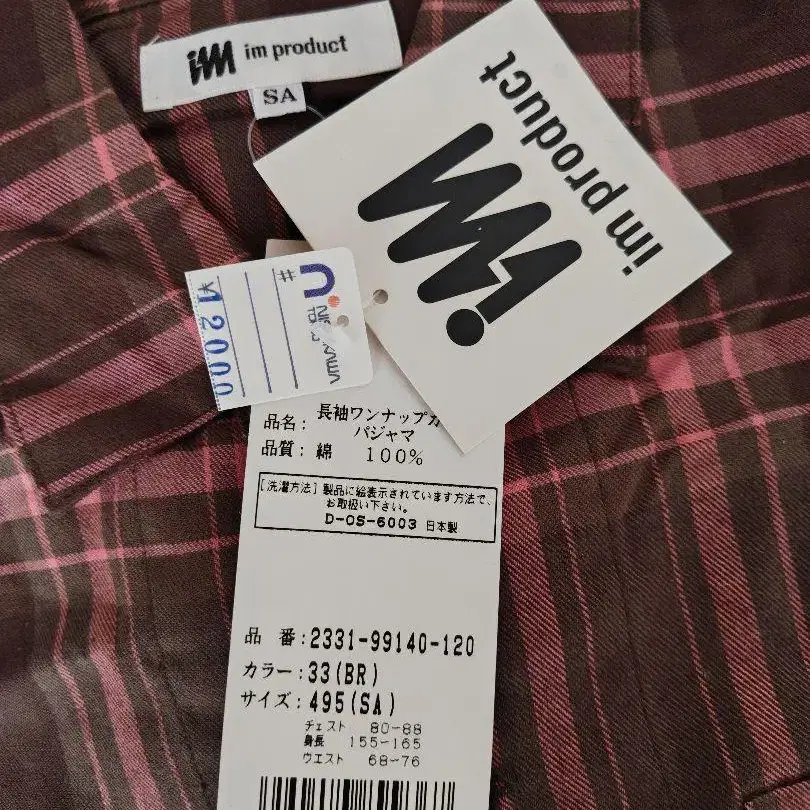 iM im product
SA
im product
iM
¥12000
#
品名: 長袖ワンナップカ
パジャマ
品質: 綿 100%
[洗濯方法] 製品に絵表示されています方法で、
お取扱い下さい。
D-OS-6003 日本製
品 番:2331-99140-120
カラー:33(BR)
サイズ:495(SA)
チェスト 80-88
身長 155-165
ウエスト 68-76